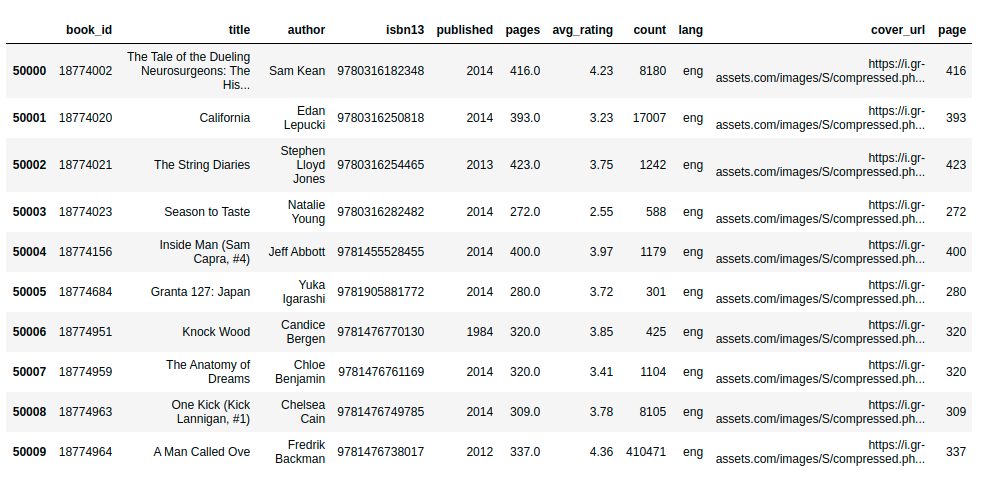 book_id title author isbn13 published pages avg_rating count lang cover_url page
50000 18774002 The Tale of the Dueling Neurosurgeons: The His... Sam Kean 9780316182348 2014 416.0 4.23 8180 eng https://i.gr-assets.com/images/S/compressed.ph... 416
50001 18774020 California Edan Lepucki 9780316250818 2014 393.0 3.23 17007 eng https://i.gr-assets.com/images/S/compressed.ph... 393
50002 18774021 The String Diaries Stephen Lloyd Jones 9780316254465 2013 423.0 3.75 1242 eng https://i.gr-assets.com/images/S/compressed.ph... 423
50003 18774023 Season to Taste Natalie Young 9780316282482 2014 272.0 2.55 588 eng https://i.gr-assets.com/images/S/compressed.ph... 272
50004 18774156 Inside Man (Sam Capra, #4) Jeff Abbott 9781455528455 2014 400.0 3.97 1179 eng https://i.gr-assets.com/images/S/compressed.ph... 400
50005 18774684 Granta 127: Japan Yuka Igarashi 9781905881772 2014 280.0 3.72 301 eng https://i.gr-assets.com/images/S/compressed.ph... 280
50006 18774951 Knock Wood Candice Bergen 9781476770130 1984 320.0 3.85 425 eng https://i.gr-assets.com/images/S/compressed.ph... 320
50007 18774959 The Anatomy of Dreams Chloe Benjamin 9781476761169 2014 320.0 3.41 1104 eng https://i.gr-assets.com/images/S/compressed.ph... 320
50008 18774963 One Kick (Kick Lannigan, #1) Chelsea Cain 9781476749785 2014 309.0 3.78 8105 eng https://i.gr-assets.com/images/S/compressed.ph... 309
50009 18774964 A Man Called Ove Fredrik Backman 9781476738017 2012 337.0 4.36 410471 eng https://i.gr-assets.com/images/S/compressed.ph... 337